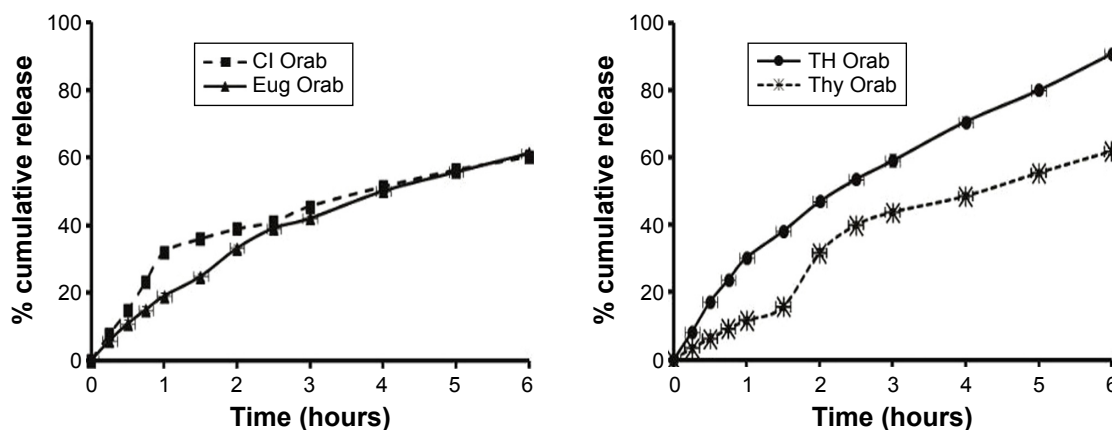 100
80
60
40
20
0
% cumulative release
CI Orab
Eug Orab
0 1 2 3 4 5 6
Time (hours)
100
80
60
40
20
0
% cumulative release
TH Orab
Thy Orab
0 1 2 3 4 5 6
Time (hours)